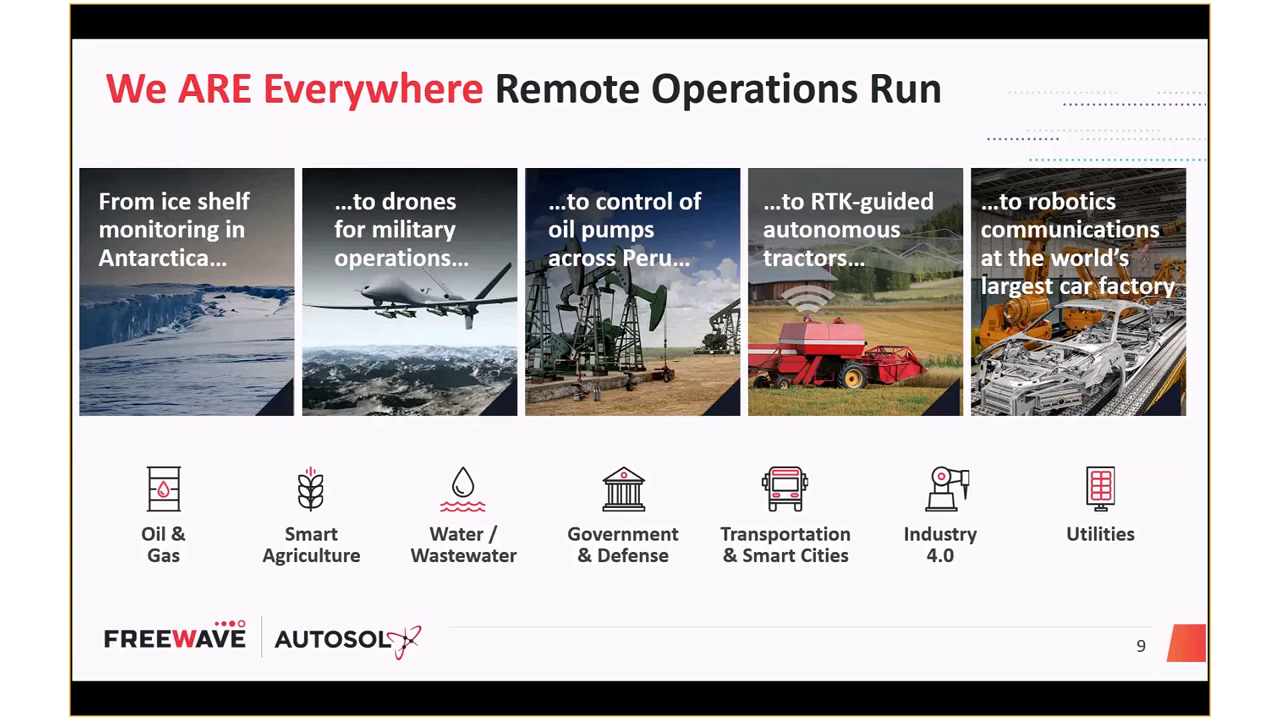 We ARE Everywhere Remote Operations Run
From ice shelf
monitoring in
Antarctica...
...to drones
for military
operations...
...to control of
oil pumps
across Peru...
...to RTK-guided
autonomous
tractors...
...to robotics
communications
at the world's
largest car factory
Oil &
Gas
Smart
Agriculture
Water /
Wastewater
Government
& Defense
Transportation
& Smart Cities
Industry
4.0
Utilities
FREEWAVE
AUTOSOL
9